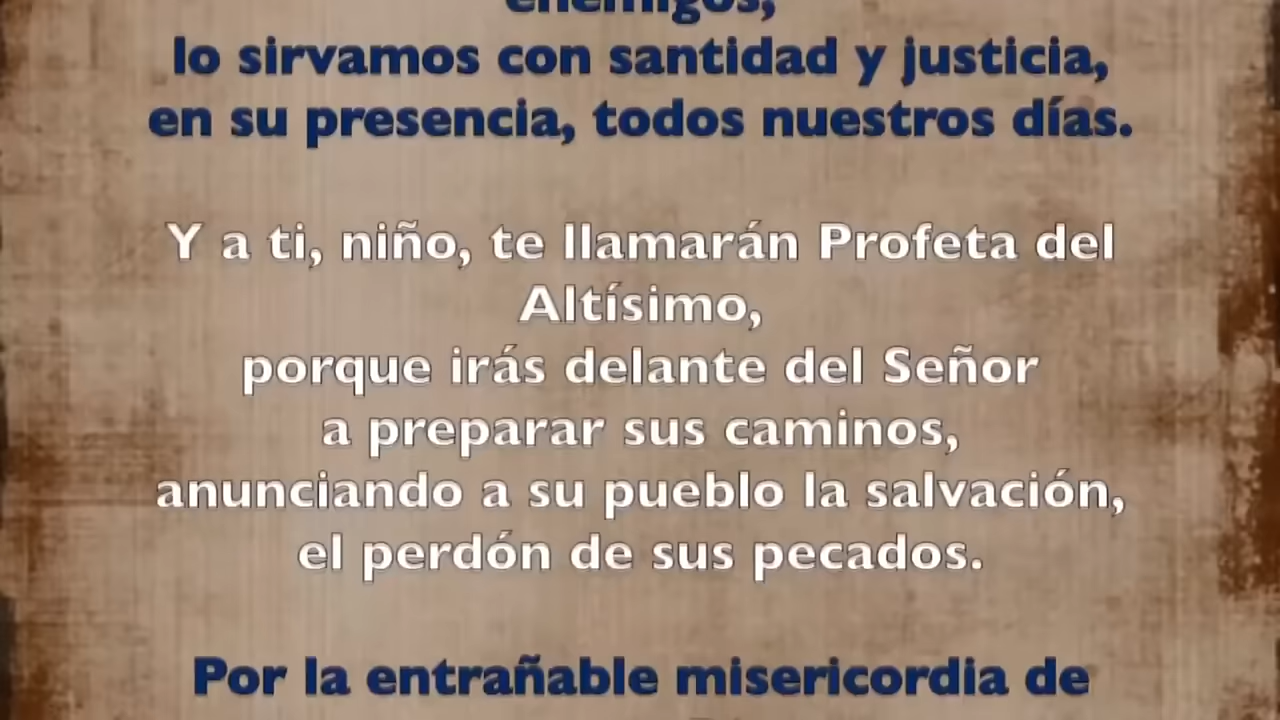 enemigos,
lo sirvamos con santidad y justicia,
en su presencia, todos nuestros días.
Y a ti, niño, te llamarán Profeta del
Altísimo,
porque irás delante del Señor
a preparar sus caminos,
anunciando a su pueblo la salvación,
el perdón de sus pecados.
Por la entrañable misericordia de